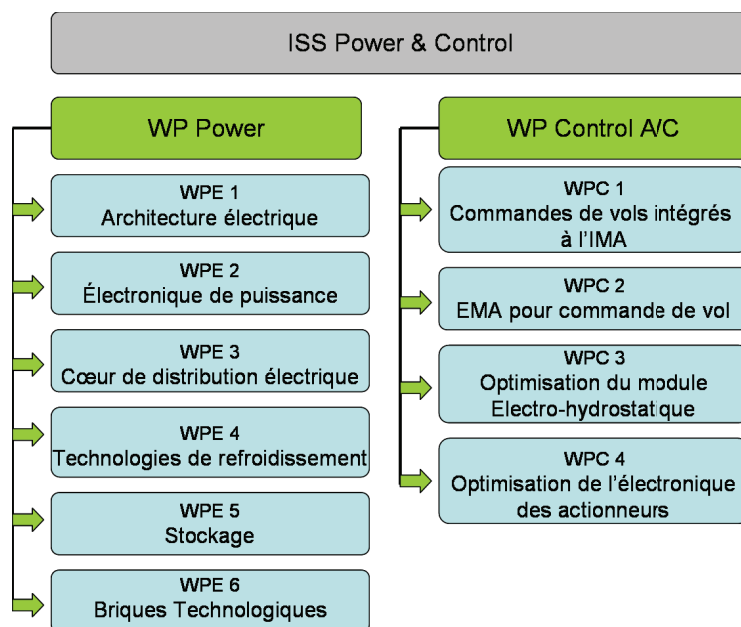 ISS Power & Control
WP Power
WPE 1
Architecture électrique
WPE 2
Électronique de puissance
WPE 3
Cœur de distribution électrique
WPE 4
Technologies de refroidissement
WPE 5
Stockage
WPE 6
Briques Technologiques
WP Control A/C
WPC 1
Commandes de vols intégrés
à l'IMA
WPC 2
EMA pour commande de vol
WPC 3
Optimisation du module
Electro-hydrostatique
WPC 4
Optimisation de l'électronique
des actionneurs